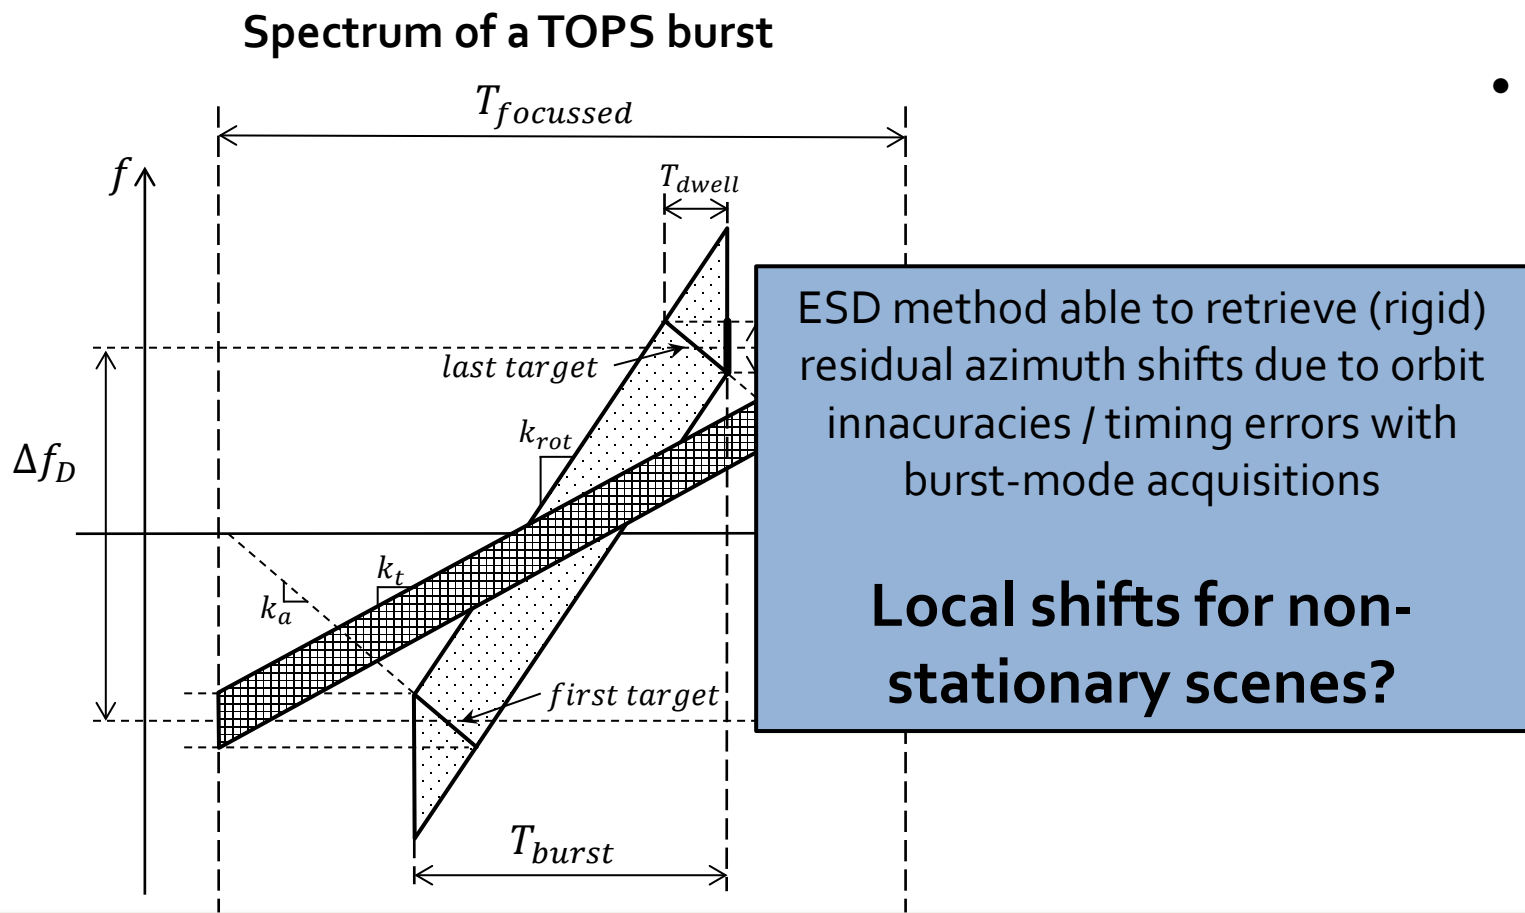 Spectrum of a TOPS burst
T_focussed
•
f
T_dwell
ESD method able to retrieve (rigid)
residual azimuth shifts due to orbit
innacuracies / timing errors with
burst-mode acquisitions
last target
k_rot
Δf_D
k_t
k_a
Local shifts for non-
stationary scenes?
first target
T_burst